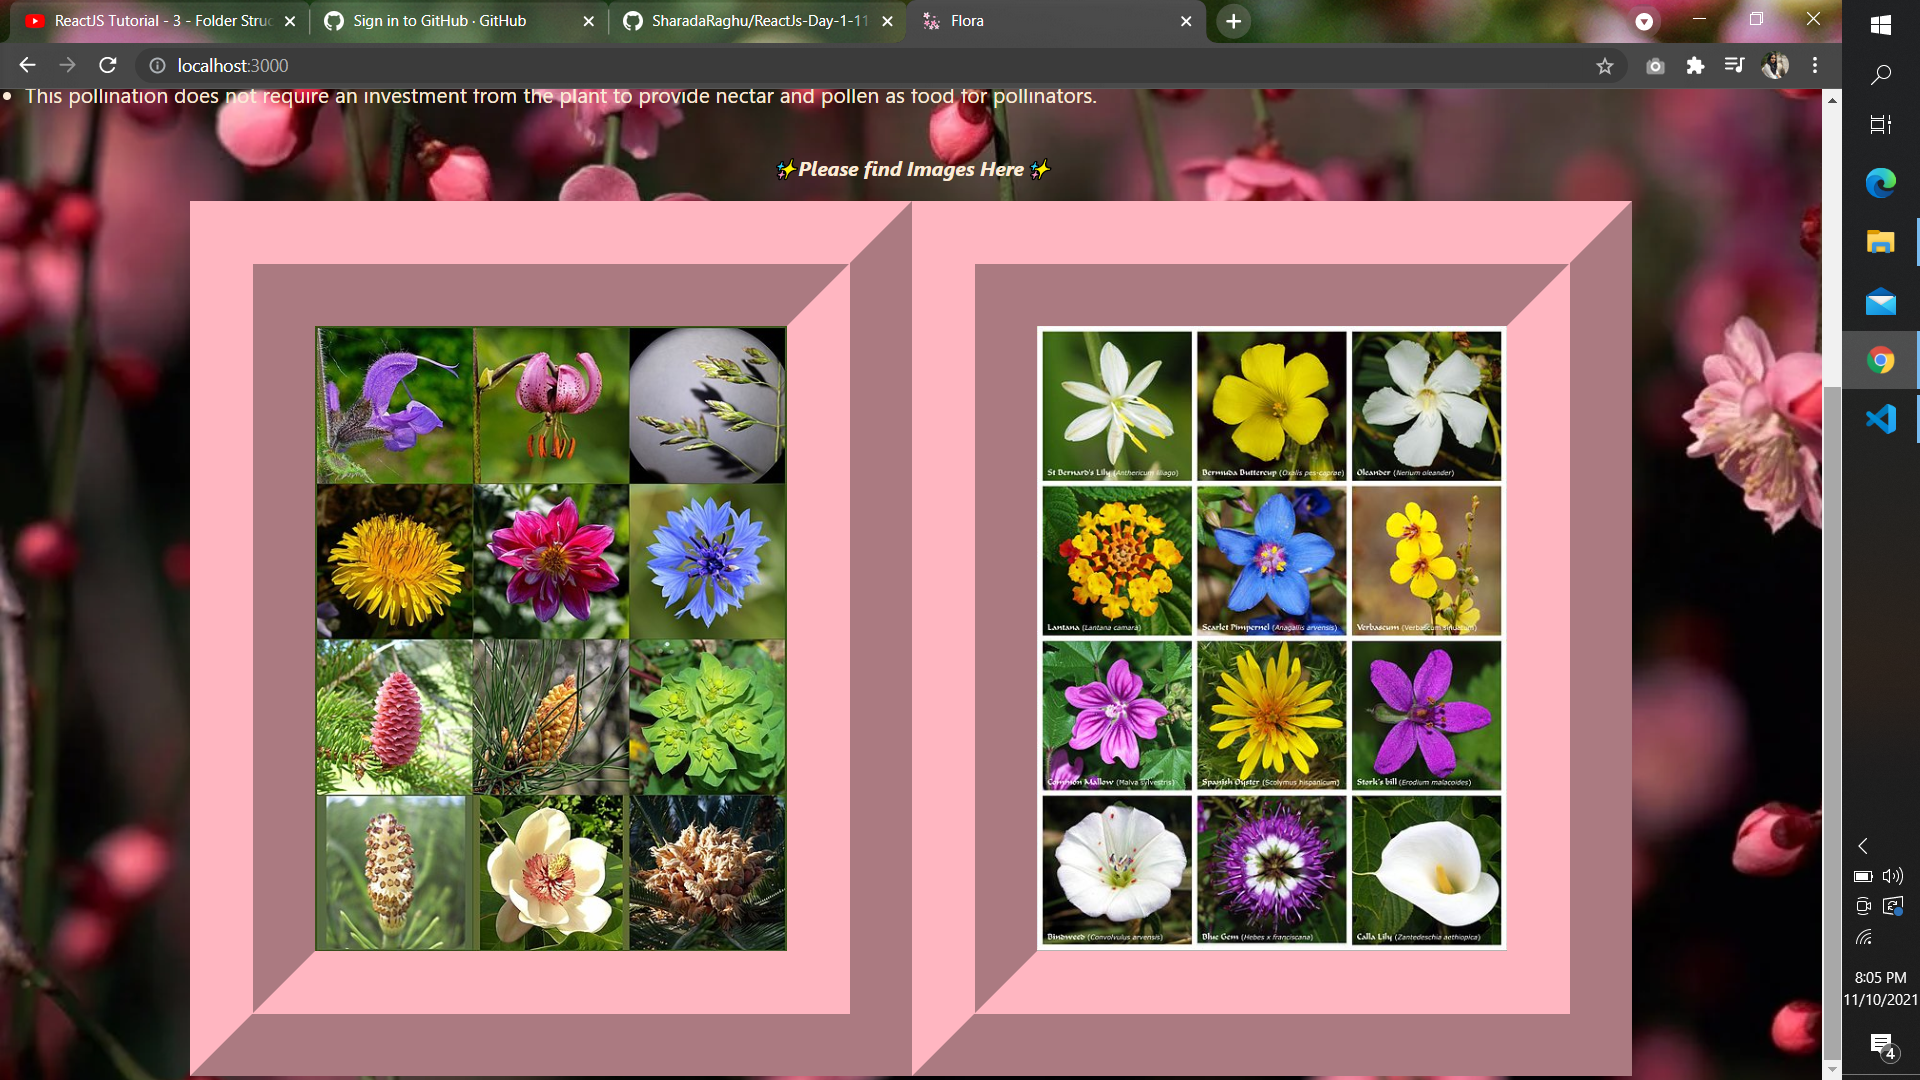 ReactJS Tutorial - 3 - Folder Struc
Sign in to GitHub · GitHub
SharadaRaghu/ReactJs-Day-1-11
Flora
localhost:3000
This pollination does not require an investment from the plant to provide nectar and pollen as food for pollinators.
✨Please find Images Here ✨
St Bernard's Lily (Anthericum liliago)
Bermuda Buttercup (Oxalis pes-caprae)
Oleander (Nerium oleander)
Lantana (Lantana camara)
Scarlet Pimpernel (Anagallis arvensis)
Verbascum (Verbascum sinuatum)
Common Mallow (Malva sylvestris)
Spanish Oyster (Scolymus hispanicum)
Stork's bill (Erodium malacoides)
Bindweed (Convolvulus arvensis)
Blue Gem (Hebes x franciscana)
Calla Lily (Zantedeschia aethiopica)
8:05 PM
11/10/2021
4